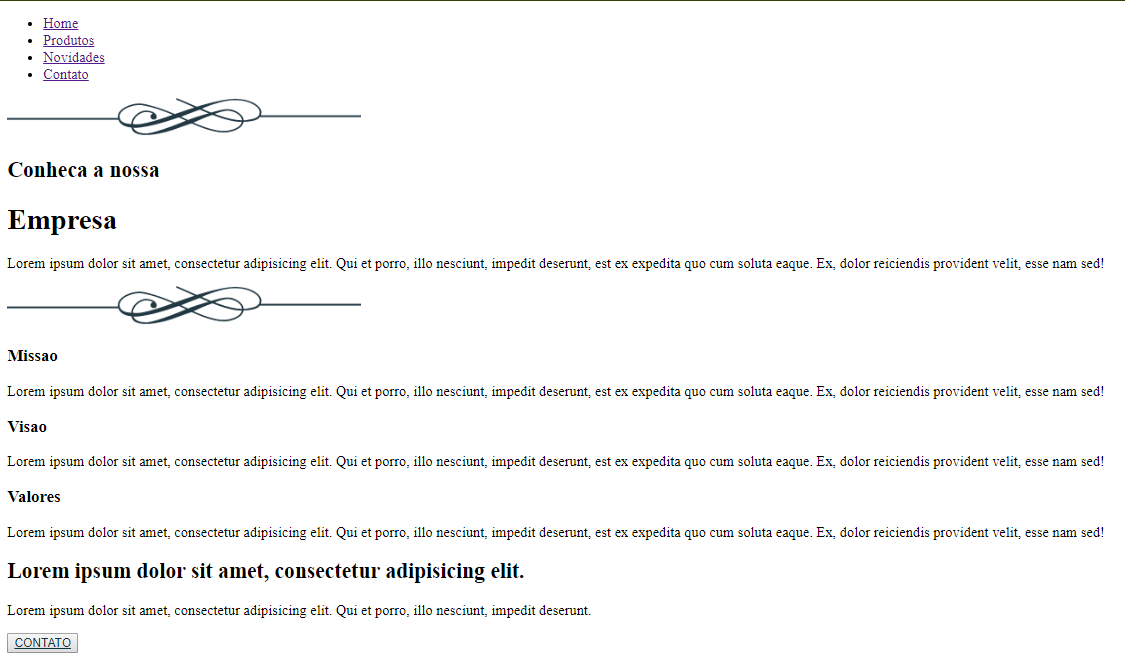 Home
Produtos
Novidades
Contato
Conheca a nossa
Empresa
Lorem ipsum dolor sit amet, consectetur adipisicing elit. Qui et porro, illo nesciunt, impedit deserunt, est ex expedita quo cum soluta eaque. Ex, dolor reiciendis provident velit, esse nam sed!
Missao
Lorem ipsum dolor sit amet, consectetur adipisicing elit. Qui et porro, illo nesciunt, impedit deserunt, est ex expedita quo cum soluta eaque. Ex, dolor reiciendis provident velit, esse nam sed!
Visao
Lorem ipsum dolor sit amet, consectetur adipisicing elit. Qui et porro, illo nesciunt, impedit deserunt, est ex expedita quo cum soluta eaque. Ex, dolor reiciendis provident velit, esse nam sed!
Valores
Lorem ipsum dolor sit amet, consectetur adipisicing elit. Qui et porro, illo nesciunt, impedit deserunt, est ex expedita quo cum soluta eaque. Ex, dolor reiciendis provident velit, esse nam sed!
Lorem ipsum dolor sit amet, consectetur adipisicing elit.
Lorem ipsum dolor sit amet, consectetur adipisicing elit. Qui et porro, illo nesciunt, impedit deserunt.
CONTATO